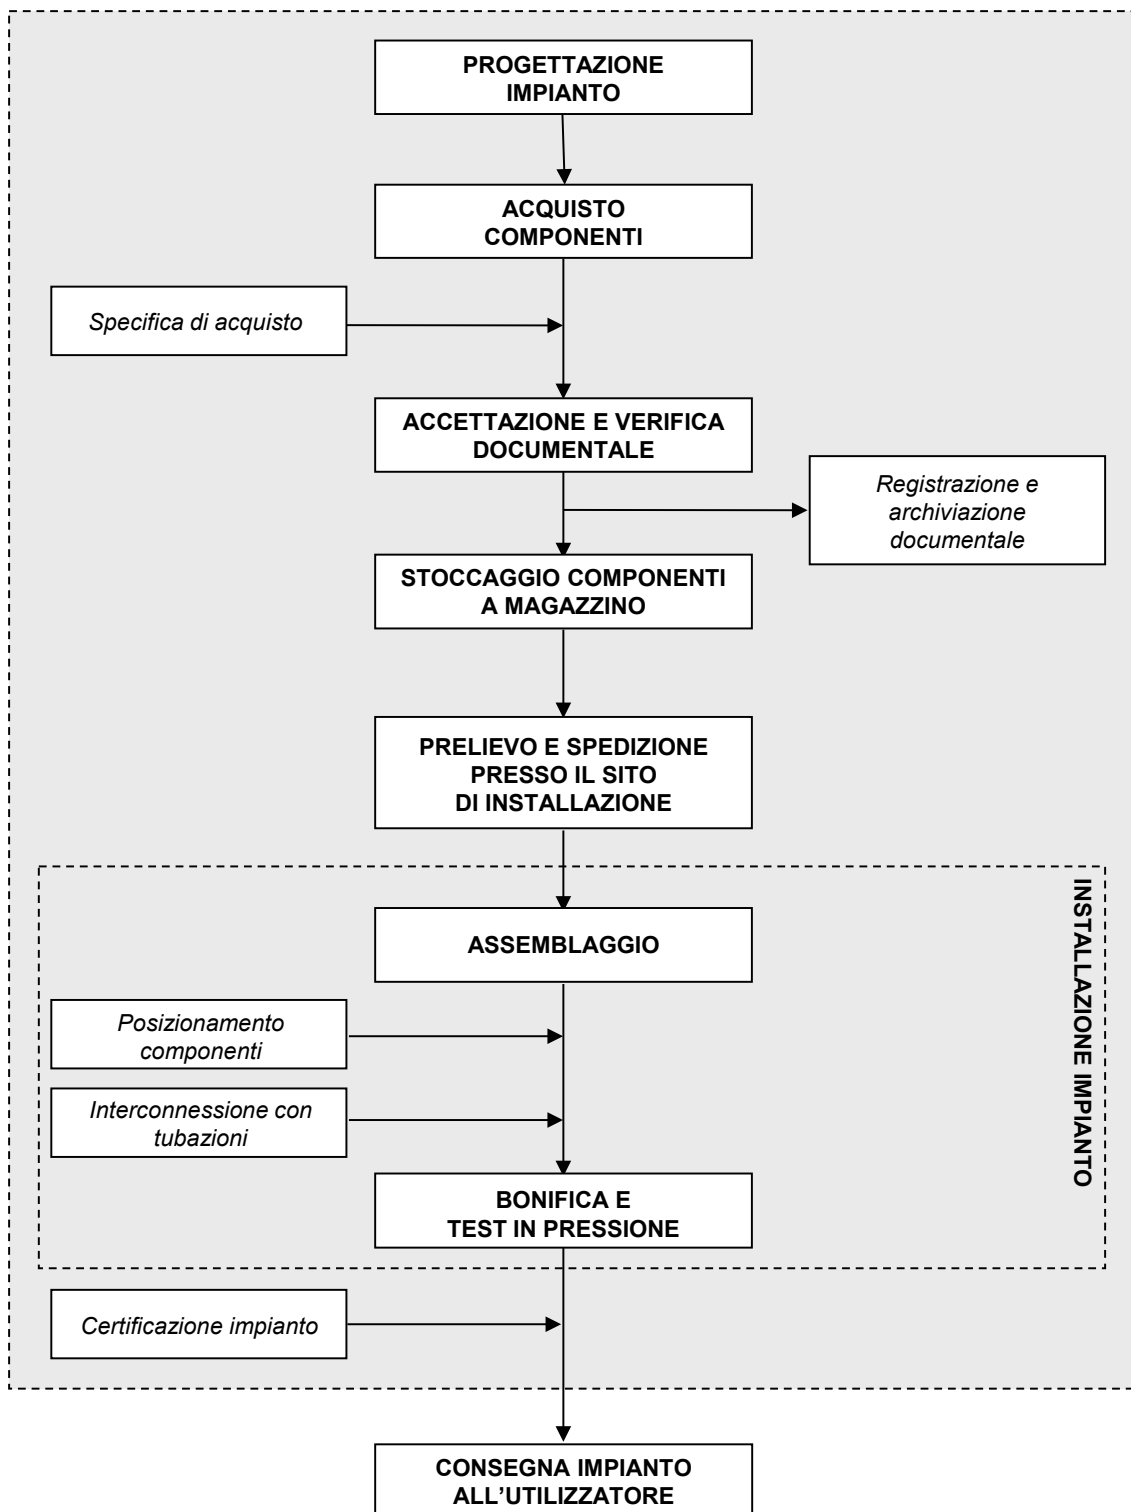 PROGETTAZIONE
IMPIANTO
ACQUISTO
COMPONENTI
Specifica di acquisto
ACCETTAZIONE E VERIFICA
DOCUMENTALE
Registrazione e
archiviazione
documentale
STOCCAGGIO COMPONENTI
A MAGAZZINO
PRELIEVO E SPEDIZIONE
PRESSO IL SITO
DI INSTALLAZIONE
INSTALLAZIONE IMPIANTO
ASSEMBLAGGIO
Posizionamento
componenti
Interconnessione con
tubazioni
BONIFICA E
TEST IN PRESSIONE
Certificazione impianto
CONSEGNA IMPIANTO
ALL'UTILIZZATORE